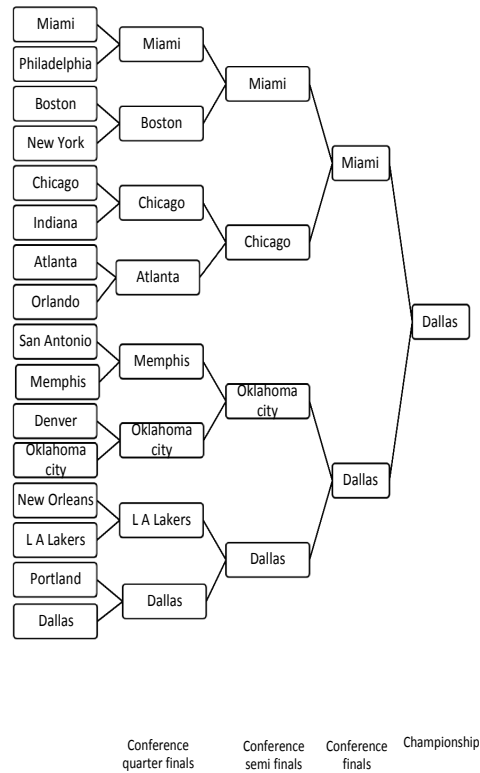 Miami
Philadelphia
Boston
New York
Chicago
Indiana
Atlanta
Orlando
San Antonio
Memphis
Denver
Oklahoma
city
New Orleans
L A Lakers
Portland
Dallas
Miami
Boston
Chicago
Atlanta
Memphis
Oklahoma
city
L A Lakers
Dallas
Miami
Chicago
Oklahoma
city
Dallas
Miami
Dallas
Dallas
Conference
quarter finals
Conference
semi finals
Conference
finals
Championship